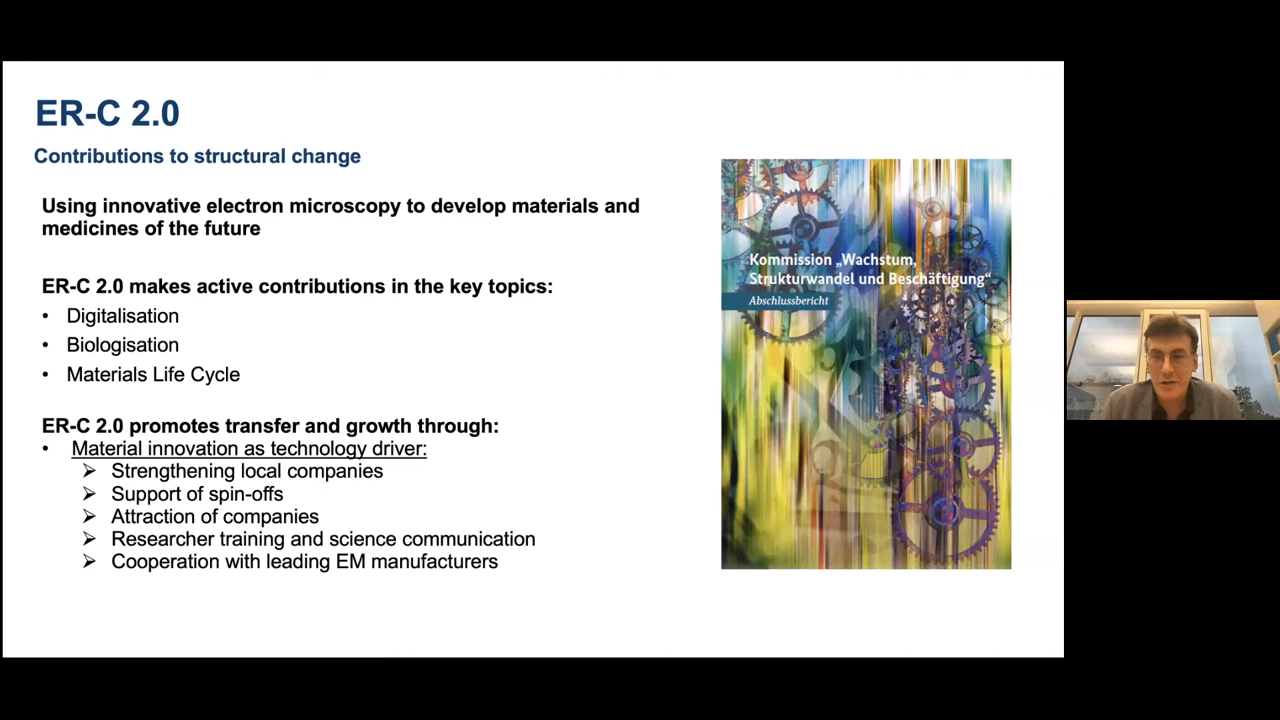 ER-C 2.0
Contributions to structural change
Using innovative electron microscopy to develop materials and
medicines of the future
ER-C 2.0 makes active contributions in the key topics:
• Digitalisation
• Biologisation
• Materials Life Cycle
ER-C 2.0 promotes transfer and growth through:
• Material innovation as technology driver:
➢ Strengthening local companies
➢ Support of spin-offs
➢ Attraction of companies
➢ Researcher training and science communication
➢ Cooperation with leading EM manufacturers
Kommission „Wachstum,
Strukturwandel und Beschäftigung“
Abschlussbericht